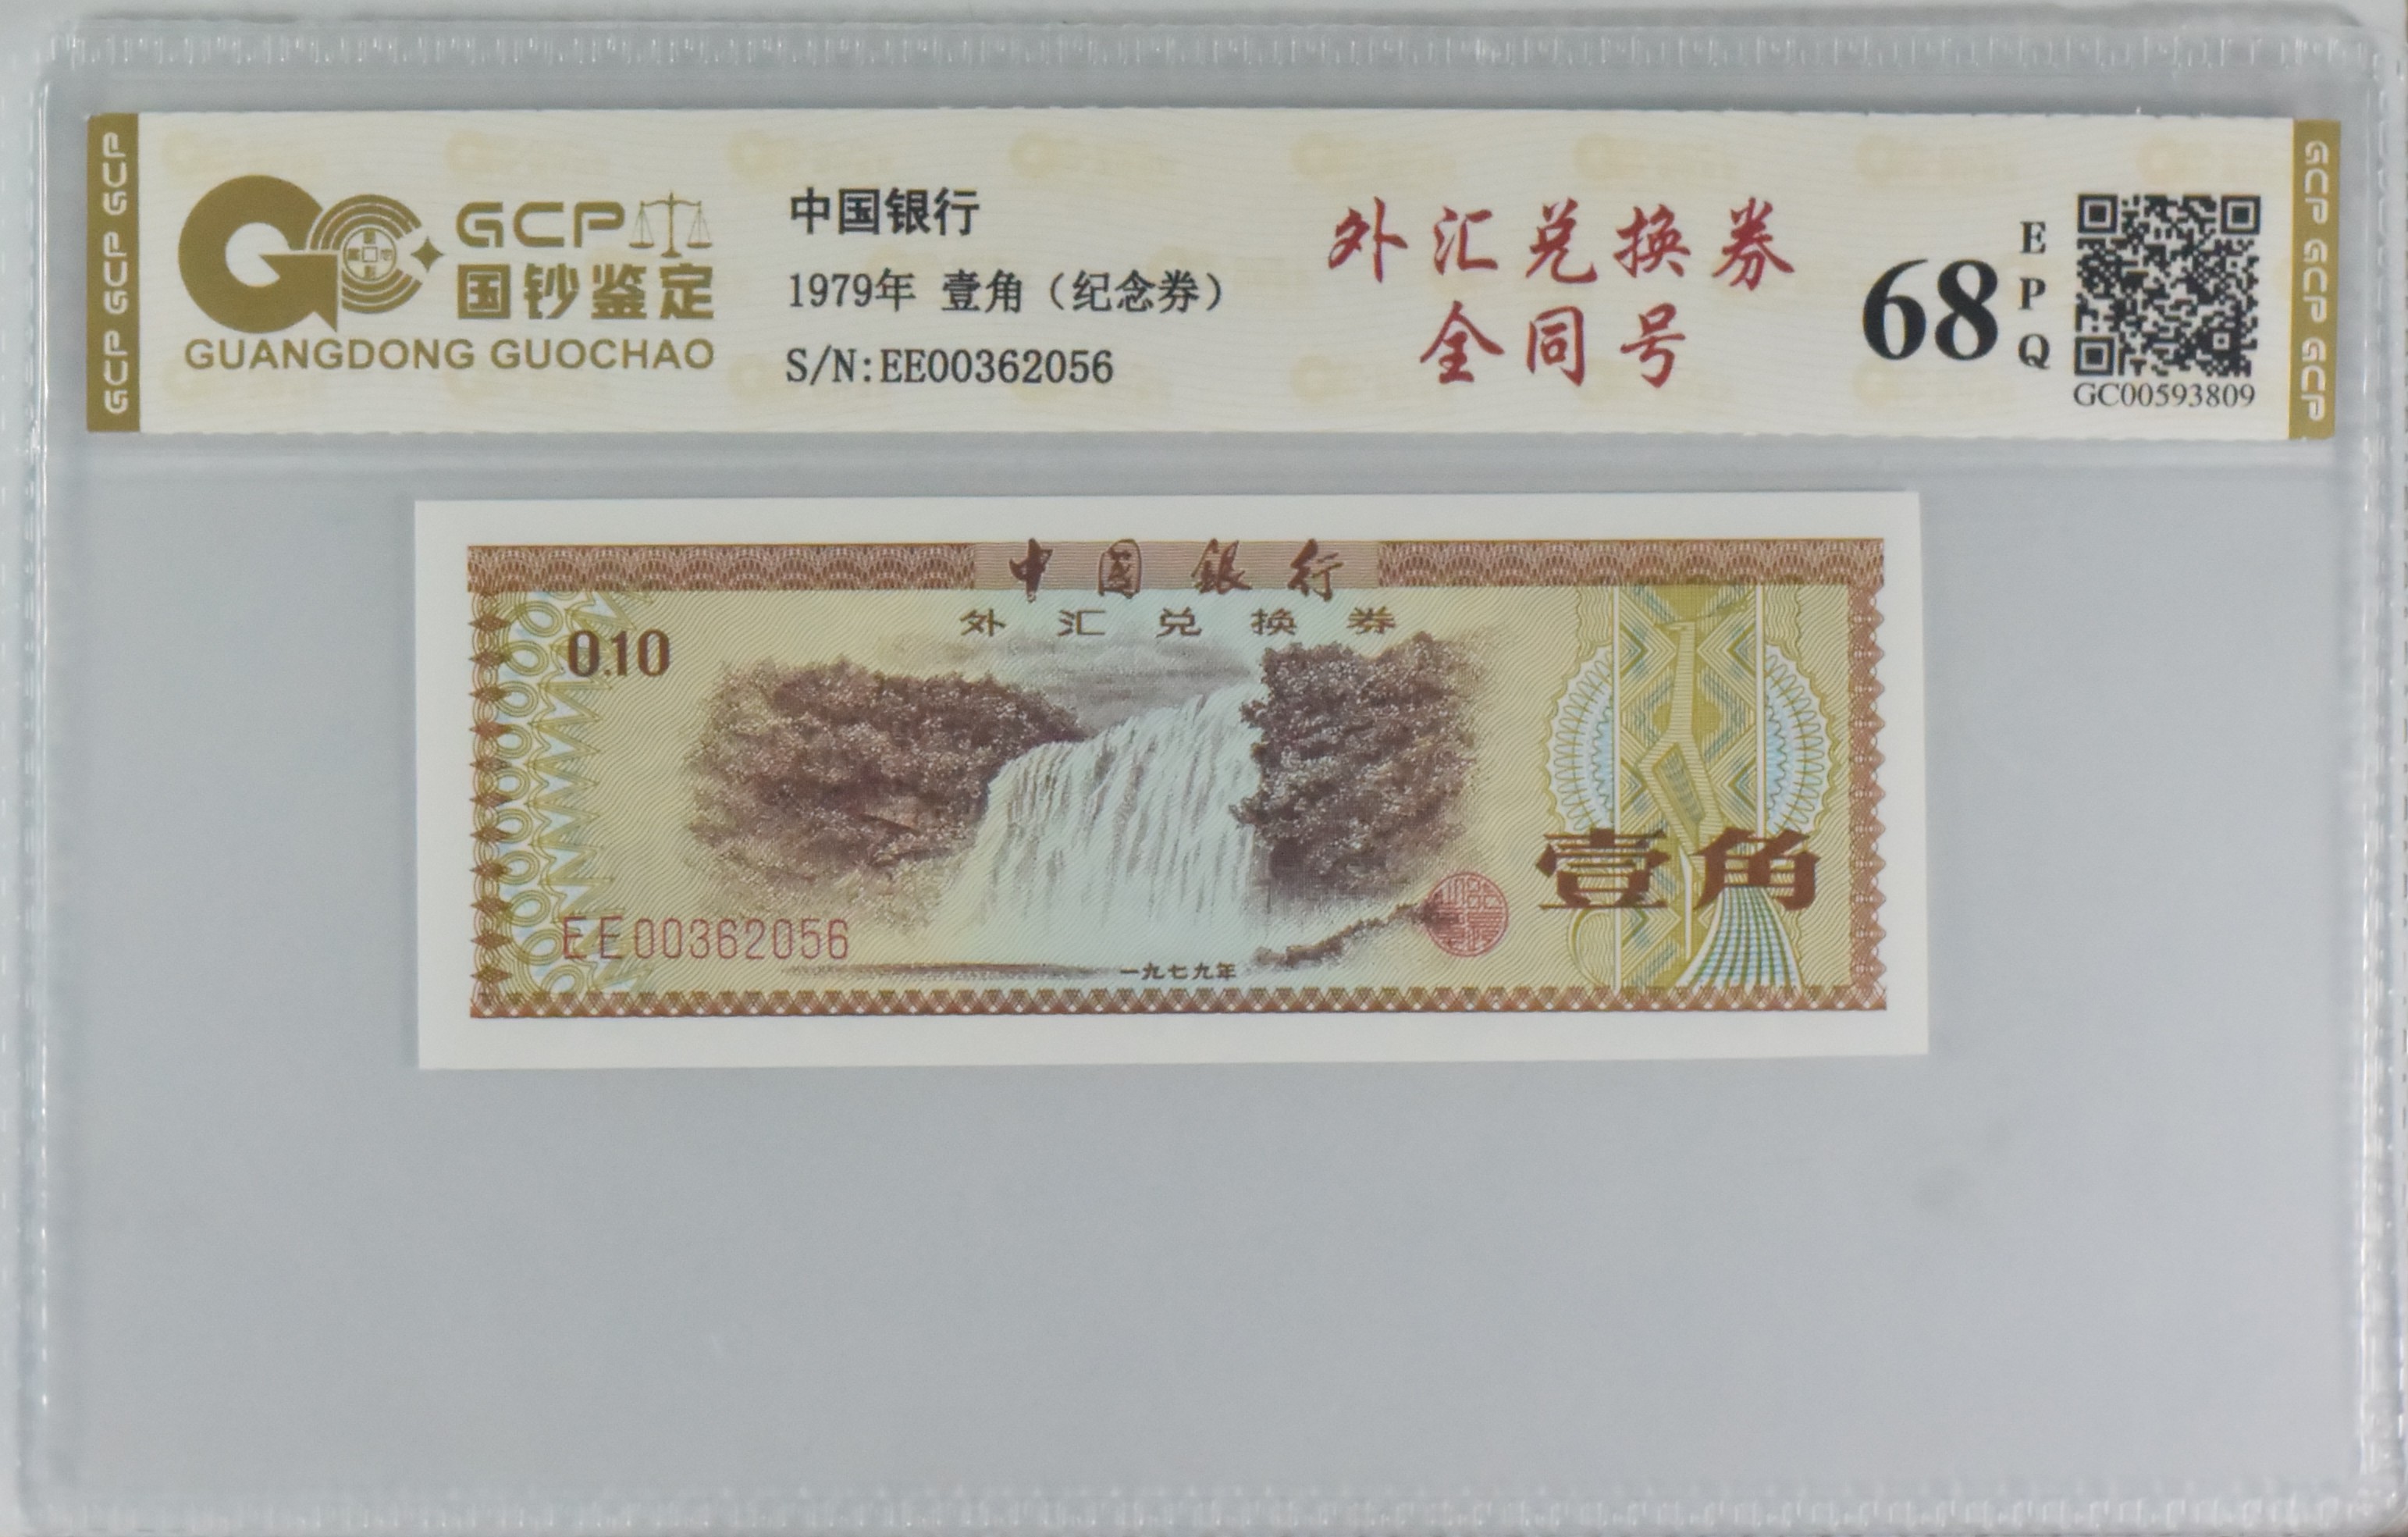 GCP GCP GCP
GCP
国钞鉴定
GUANGDONG GUOCHAO
中国银行
1979年 壹角（纪念券）
S/N:EE00362056
外汇兑换券
全同号
68
EPQ
GC00593809
GCP GCP GCP
中国銀行
外汇兑换券
0.10
壹角
EE00362056
一九七九年